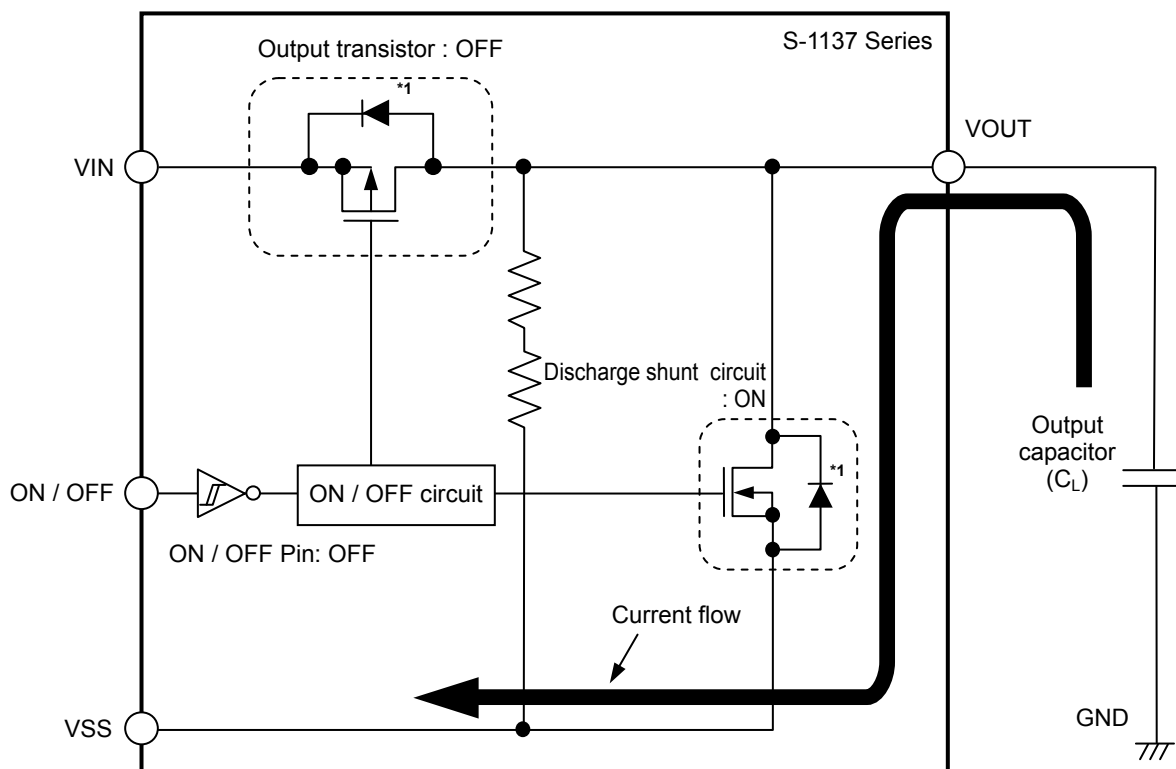 S-1137 Series
Output transistor : OFF
*1
VOUT
VIN
Discharge shunt circuit
: ON
Output
capacitor
(CL)
*1
ON / OFF
ON / OFF circuit
ON / OFF Pin: OFF
Current flow
GND
VSS